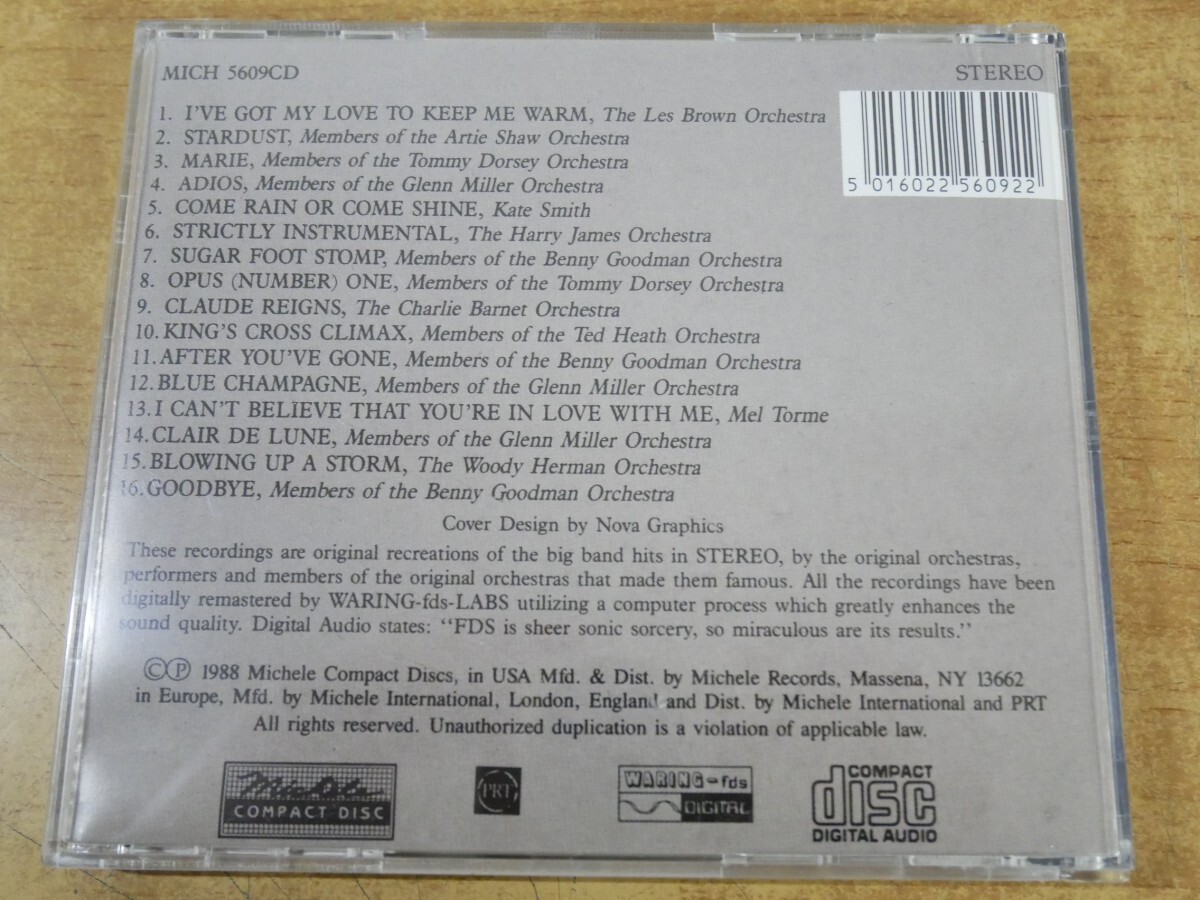 MICH 5609CD
STEREO
1. I'VE GOT MY LOVE TO KEEP ME WARM, The Les Brown Orchestra
2. STARDUST, Members of the Artie Shaw Orchestra
3. MARIE, Members of the Tommy Dorsey Orchestra
4. ADIOS, Members of the Glenn Miller Orchestra
5. COME RAIN OR COME SHINE, Kate Smith
6. STRICTLY INSTRUMENTAL, The Harry James Orchestra
7. SUGAR FOOT STOMP, Members of the Benny Goodman Orchestra
8. OPUS (NUMBER) ONE, Members of the Tommy Dorsey Orchestra
9. CLAUDE REIGNS, The Charlie Barnet Orchestra
10. KING'S CROSS CLIMAX, Members of the Ted Heath Orchestra
11. AFTER YOU'VE GONE, Members of the Benny Goodman Orchestra
12. BLUE CHAMPAGNE, Members of the Glenn Miller Orchestra
13. I CAN'T BELIEVE THAT YOU'RE IN LOVE WITH ME, Mel Torme
14. CLAIR DE LUNE, Members of the Glenn Miller Orchestra
15. BLOWING UP A STORM, The Woody Herman Orchestra
16. GOODBYE, Members of the Benny Goodman Orchestra
5 016022 560922
Cover Design by Nova Graphics
These recordings are original recreations of the big band hits in STEREO, by the original orchestras,
performers and members of the original orchestras that made them famous. All the recordings have been
digitally remastered by WARING-fds-LABS utilizing a computer process which greatly enhances the
sound quality. Digital Audio states: "FDS is sheer sonic sorcery, so miraculous are its results."
©℗ 1988 Michele Compact Discs, in USA Mfd. & Dist. by Michele Records, Massena, NY 13662
in Europe, Mfd. by Michele International, London, England and Dist. by Michele International and PRT
All rights reserved. Unauthorized duplication is a violation of applicable law.
Michele
COMPACT DISC
PRT
WARING-fds
DIGITAL
COMPACT
disc
DIGITAL AUDIO